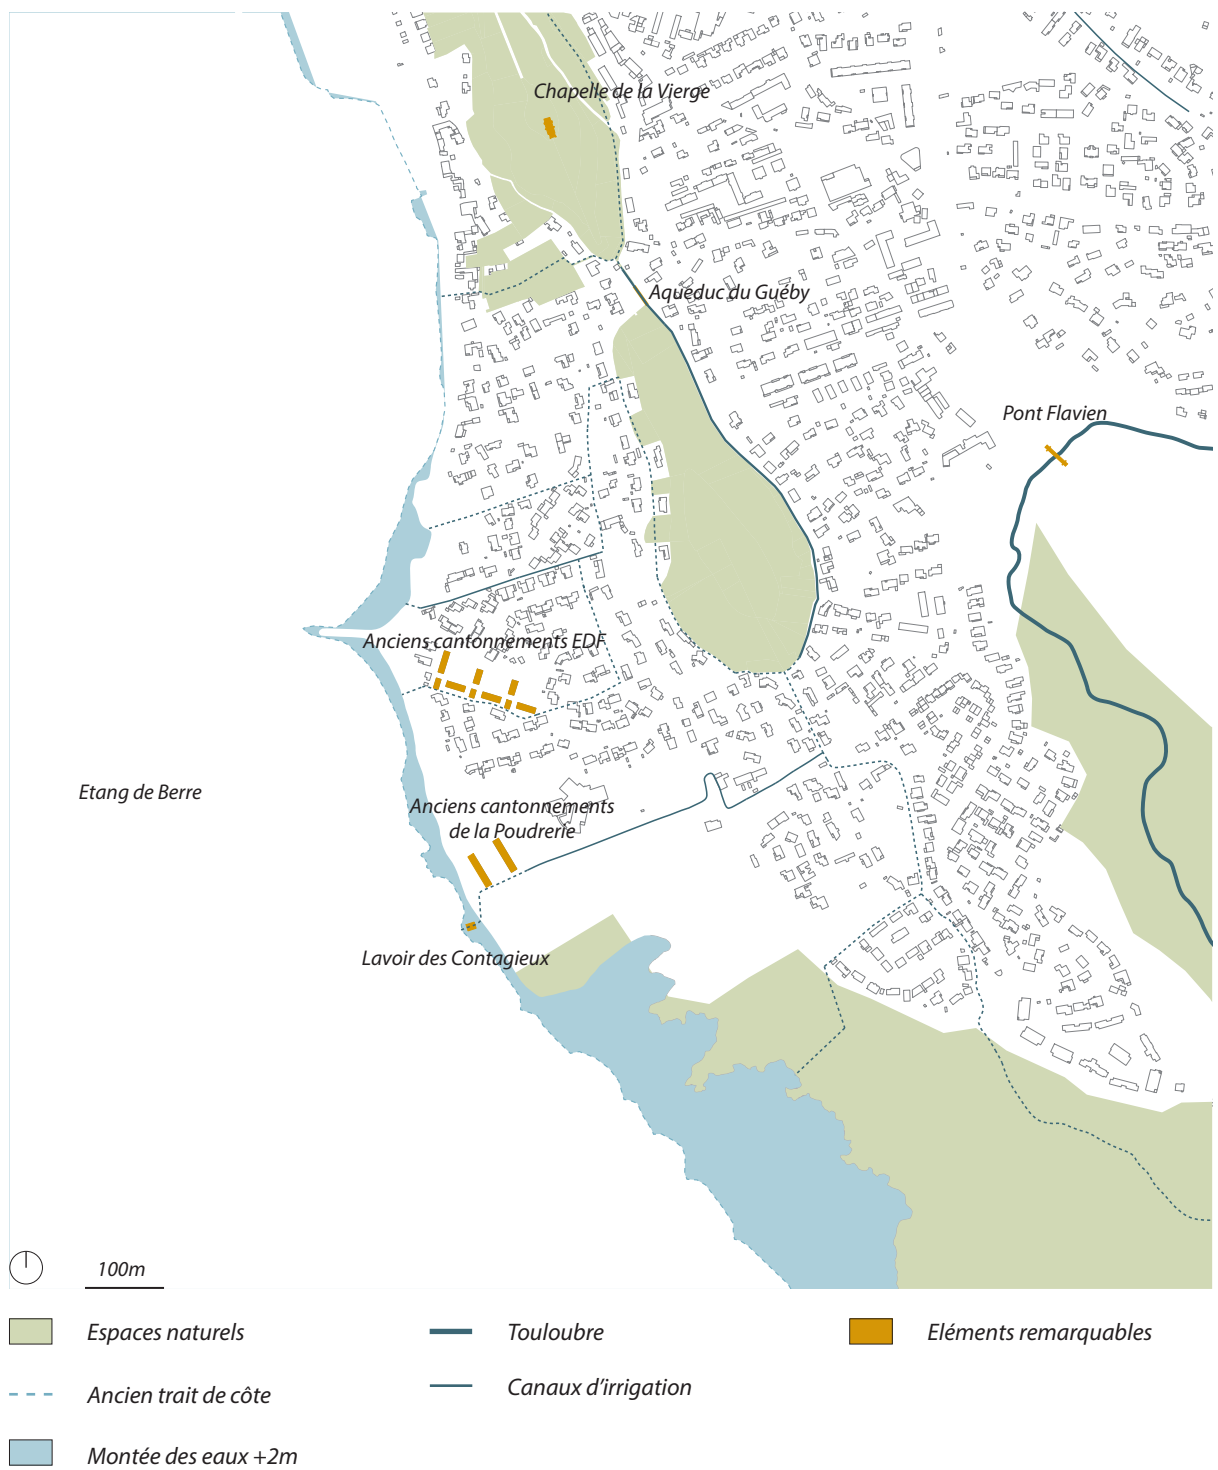 Chapelle de la Vierge
Aqueduc du Guéby
Pont Flavien
Anciens cantonnements EDF
Etang de Berre
Anciens cantonnements
de la Poudrerie
Lavoir des Contagieux
100m
Espaces naturels
Touloubre
Eléments remarquables
Ancien trait de côte
Canaux d'irrigation
Montée des eaux +2m